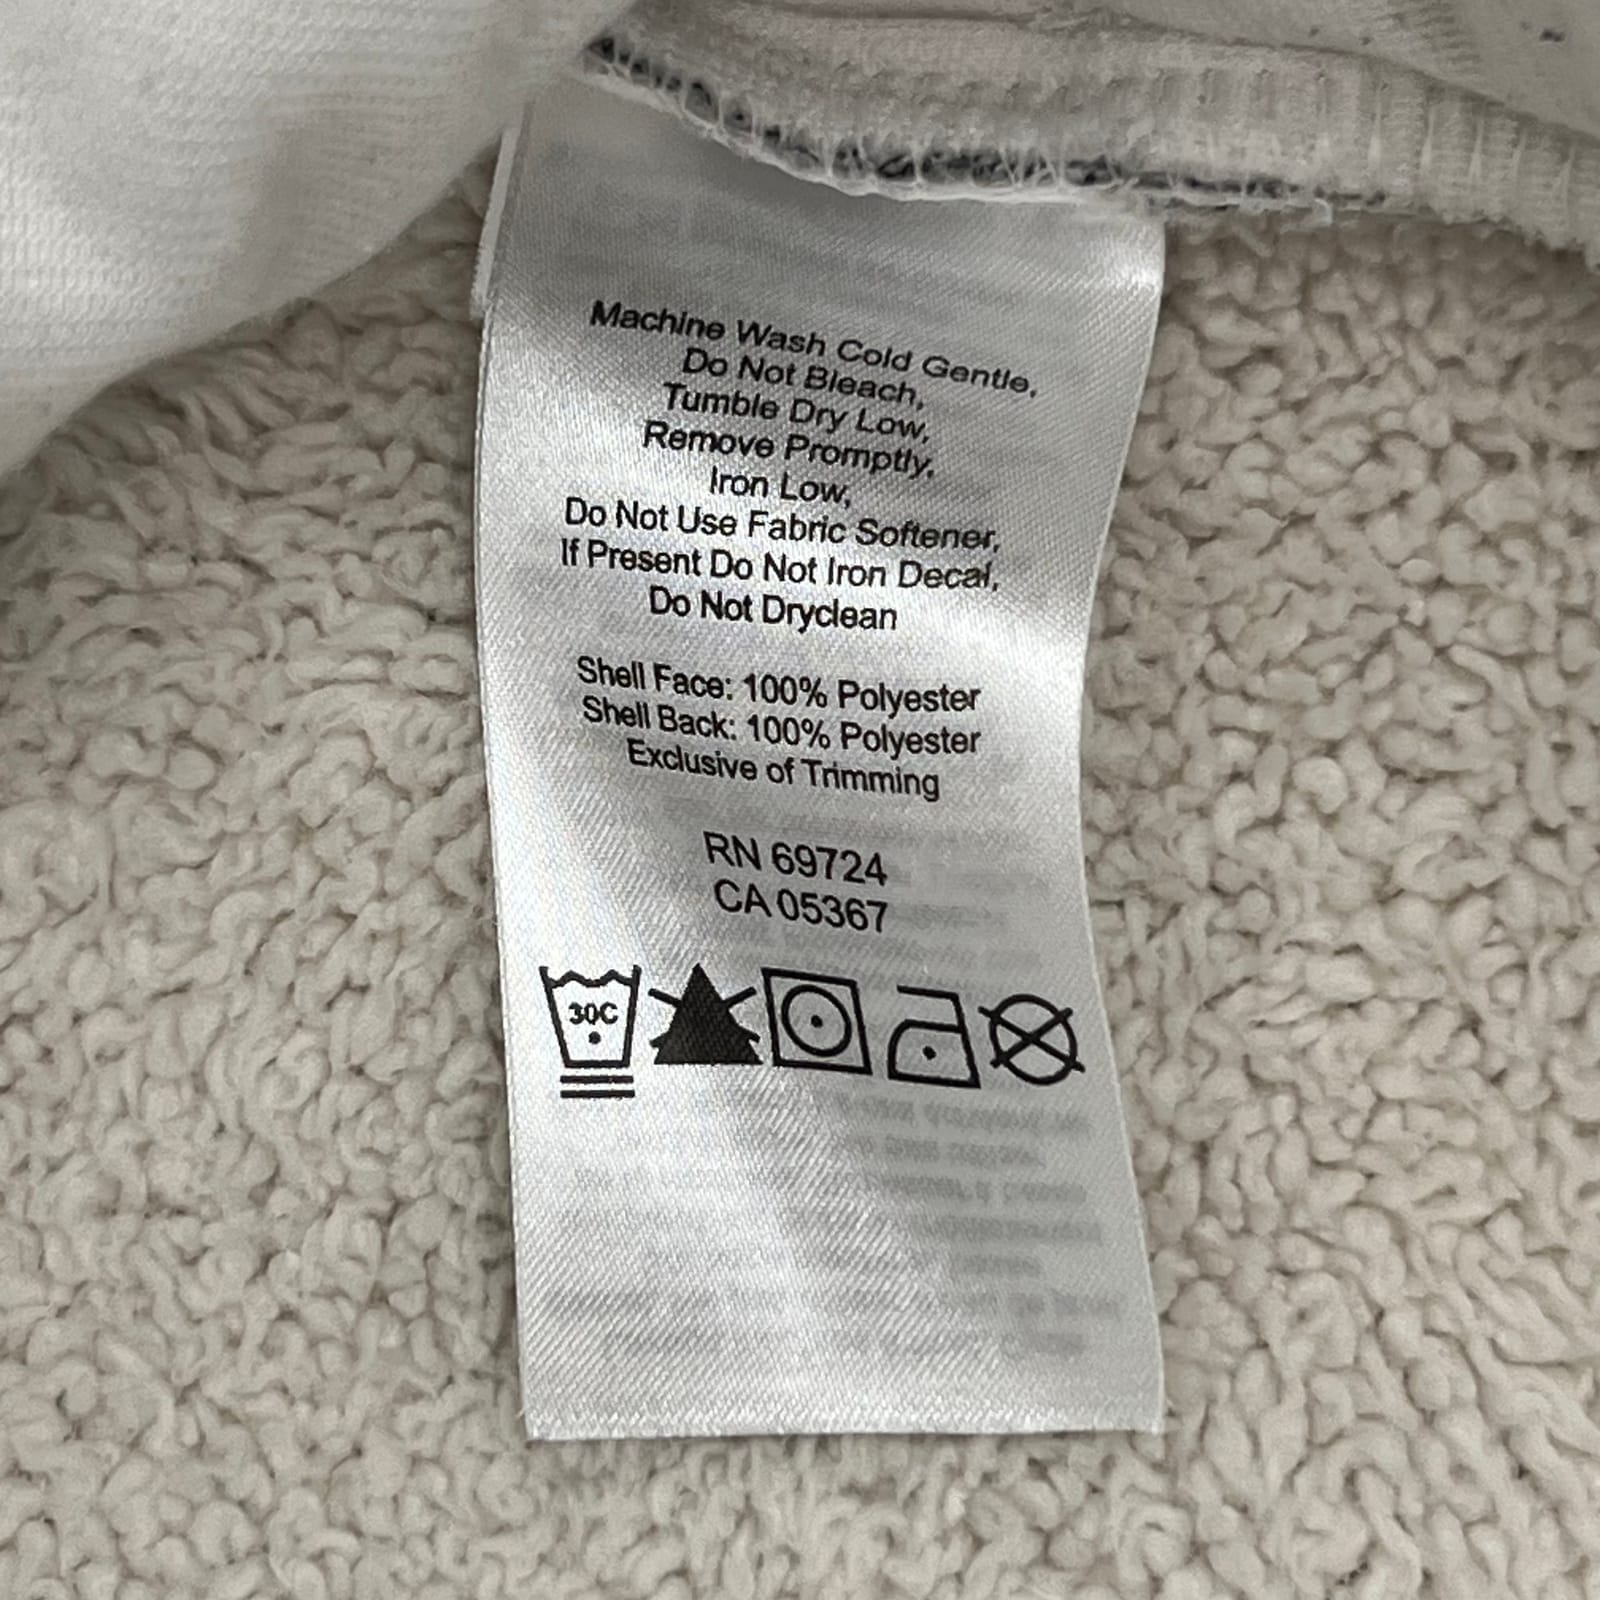 Machine Wash Cold Gentle,
Do Not Bleach,
Tumble Dry Low,
Remove Promptly,
Iron Low,
Do Not Use Fabric Softener,
If Present Do Not Iron Decal,
Do Not Dryclean
Shell Face: 100% Polyester
Shell Back: 100% Polyester
Exclusive of Trimming
RN 69724
CA 05367
30C